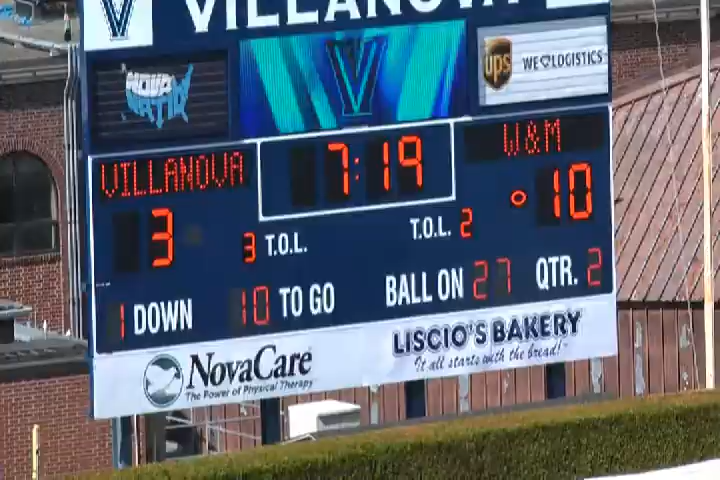 VILLANOVA
NOVA NATION
V
ups WE ♡ LOGISTICS
VILLANOVA 7:19 W&M
3 10
3 T.O.L. T.O.L. 2
1 DOWN 10 TO GO BALL ON 27 QTR. 2
NovaCare
The Power of Physical Therapy
LISCIO'S BAKERY
It all starts with the bread!